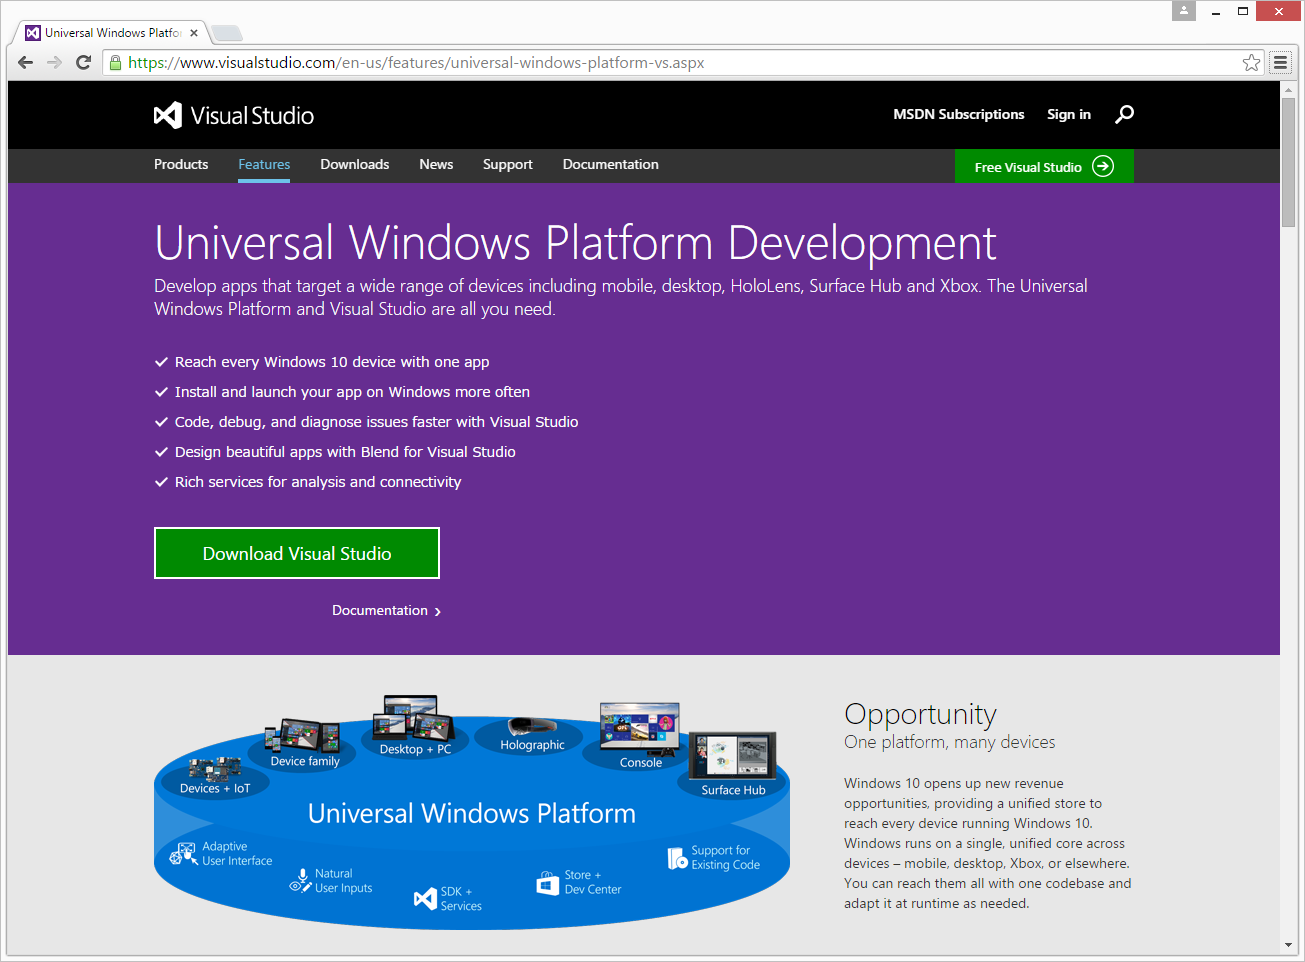 Universal Windows Platfo
https://www.visualstudio.com/en-us/features/universal-windows-platform-vs.aspx
Visual Studio
MSDN Subscriptions
Sign in
Products
Features
Downloads
News
Support
Documentation
Free Visual Studio
Universal Windows Platform Development
Develop apps that target a wide range of devices including mobile, desktop, HoloLens, Surface Hub and Xbox. The Universal
Windows Platform and Visual Studio are all you need.
Reach every Windows 10 device with one app
Install and launch your app on Windows more often
Code, debug, and diagnose issues faster with Visual Studio
Design beautiful apps with Blend for Visual Studio
Rich services for analysis and connectivity
Download Visual Studio
Documentation
Devices + IoT
Device family
Desktop + PC
Holographic
Console
Surface Hub
Universal Windows Platform
Adaptive
User Interface
Natural
User Inputs
SDK +
Services
Store +
Dev Center
Support for
Existing Code
Opportunity
One platform, many devices
Windows 10 opens up new revenue
opportunities, providing a unified store to
reach every device running Windows 10.
Windows runs on a single, unified core across
devices – mobile, desktop, Xbox, or elsewhere.
You can reach them all with one codebase and
adapt it at runtime as needed.